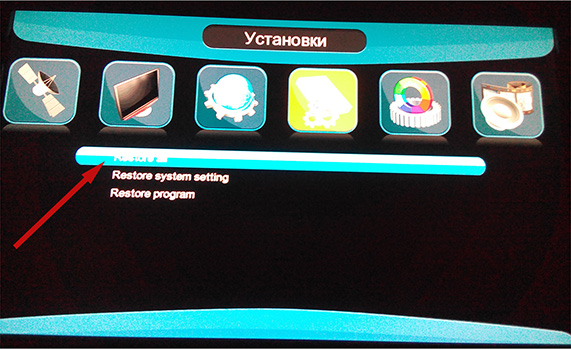 Установки
Restore all
Restore system setting
Restore program